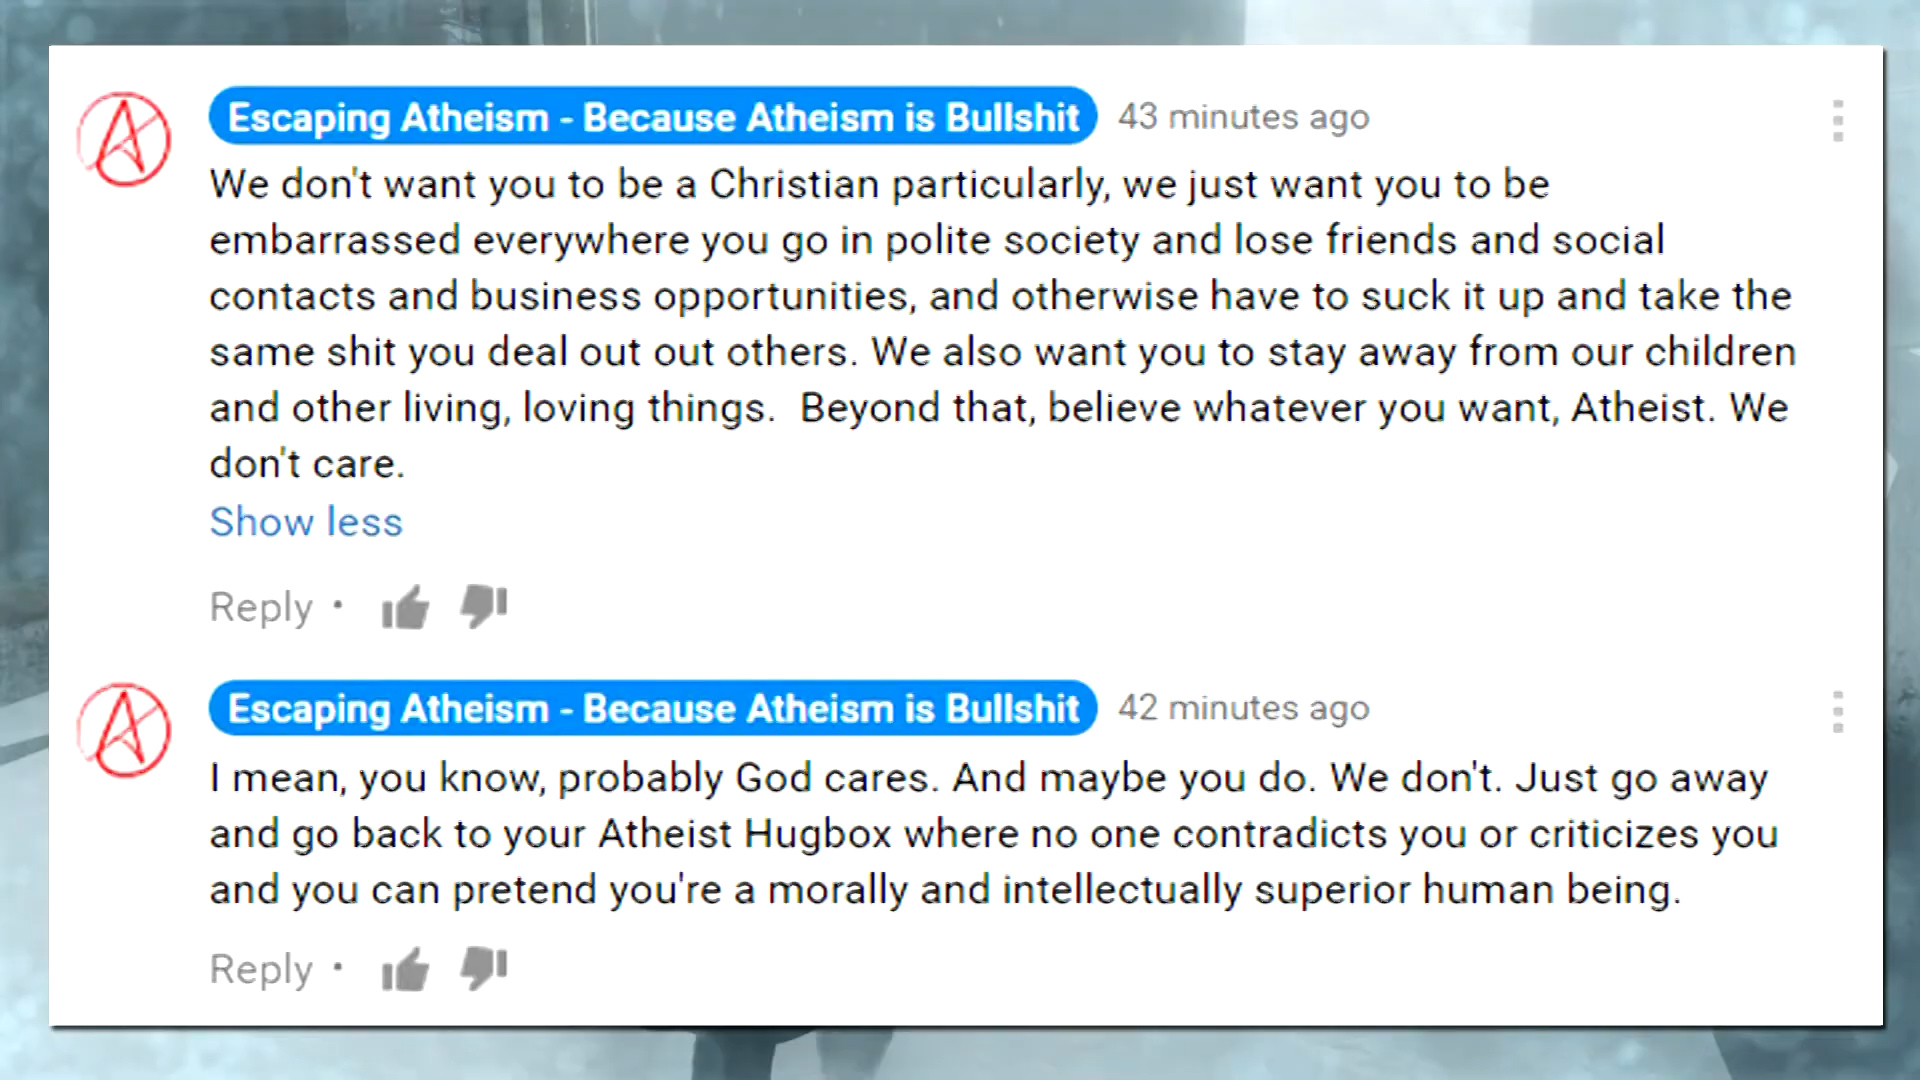 Escaping Atheism - Because Atheism is Bullshit 43 minutes ago
We don't want you to be a Christian particularly, we just want you to be
embarrassed everywhere you go in polite society and lose friends and social
contacts and business opportunities, and otherwise have to suck it up and take the
same shit you deal out out others. We also want you to stay away from our children
and other living, loving things.  Beyond that, believe whatever you want, Atheist. We
don't care.
Show less
Reply •
Escaping Atheism - Because Atheism is Bullshit 42 minutes ago
I mean, you know, probably God cares. And maybe you do. We don't. Just go away
and go back to your Atheist Hugbox where no one contradicts you or criticizes you
and you can pretend you're a morally and intellectually superior human being.
Reply •